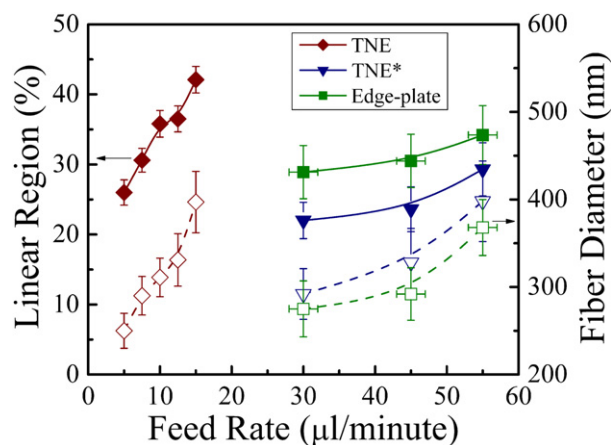 TNE
TNE*
Edge-plate
Linear Region (%)
50
40
30
20
10
0
Fiber Diameter (nm)
600
500
400
300
200
0 10 20 30 40 50 60
Feed Rate (μl/minute)